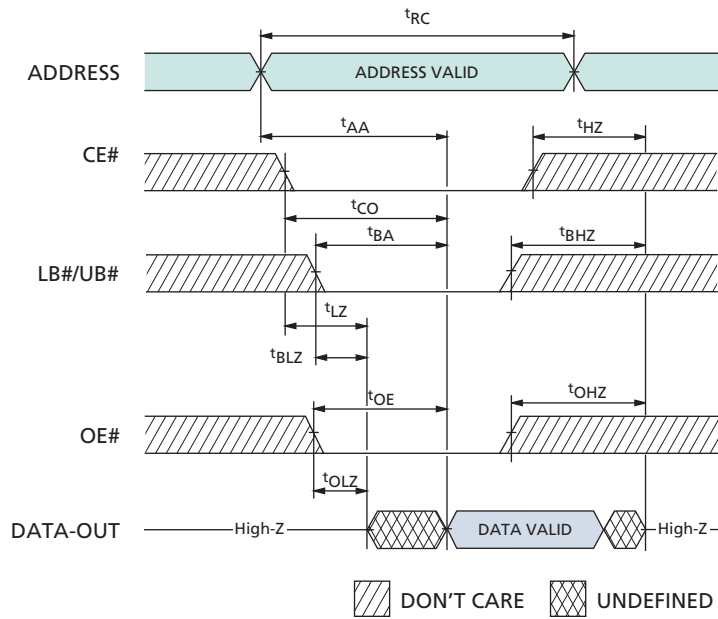 tRC
ADDRESS
ADDRESS VALID
tAA
tHZ
CE#
tCO
tBA
tBHZ
LB#/UB#
tLZ
tBLZ
tOE
tOHZ
OE#
tOLZ
DATA-OUT
High-Z
DATA VALID
High-Z
DON'T CARE
UNDEFINED